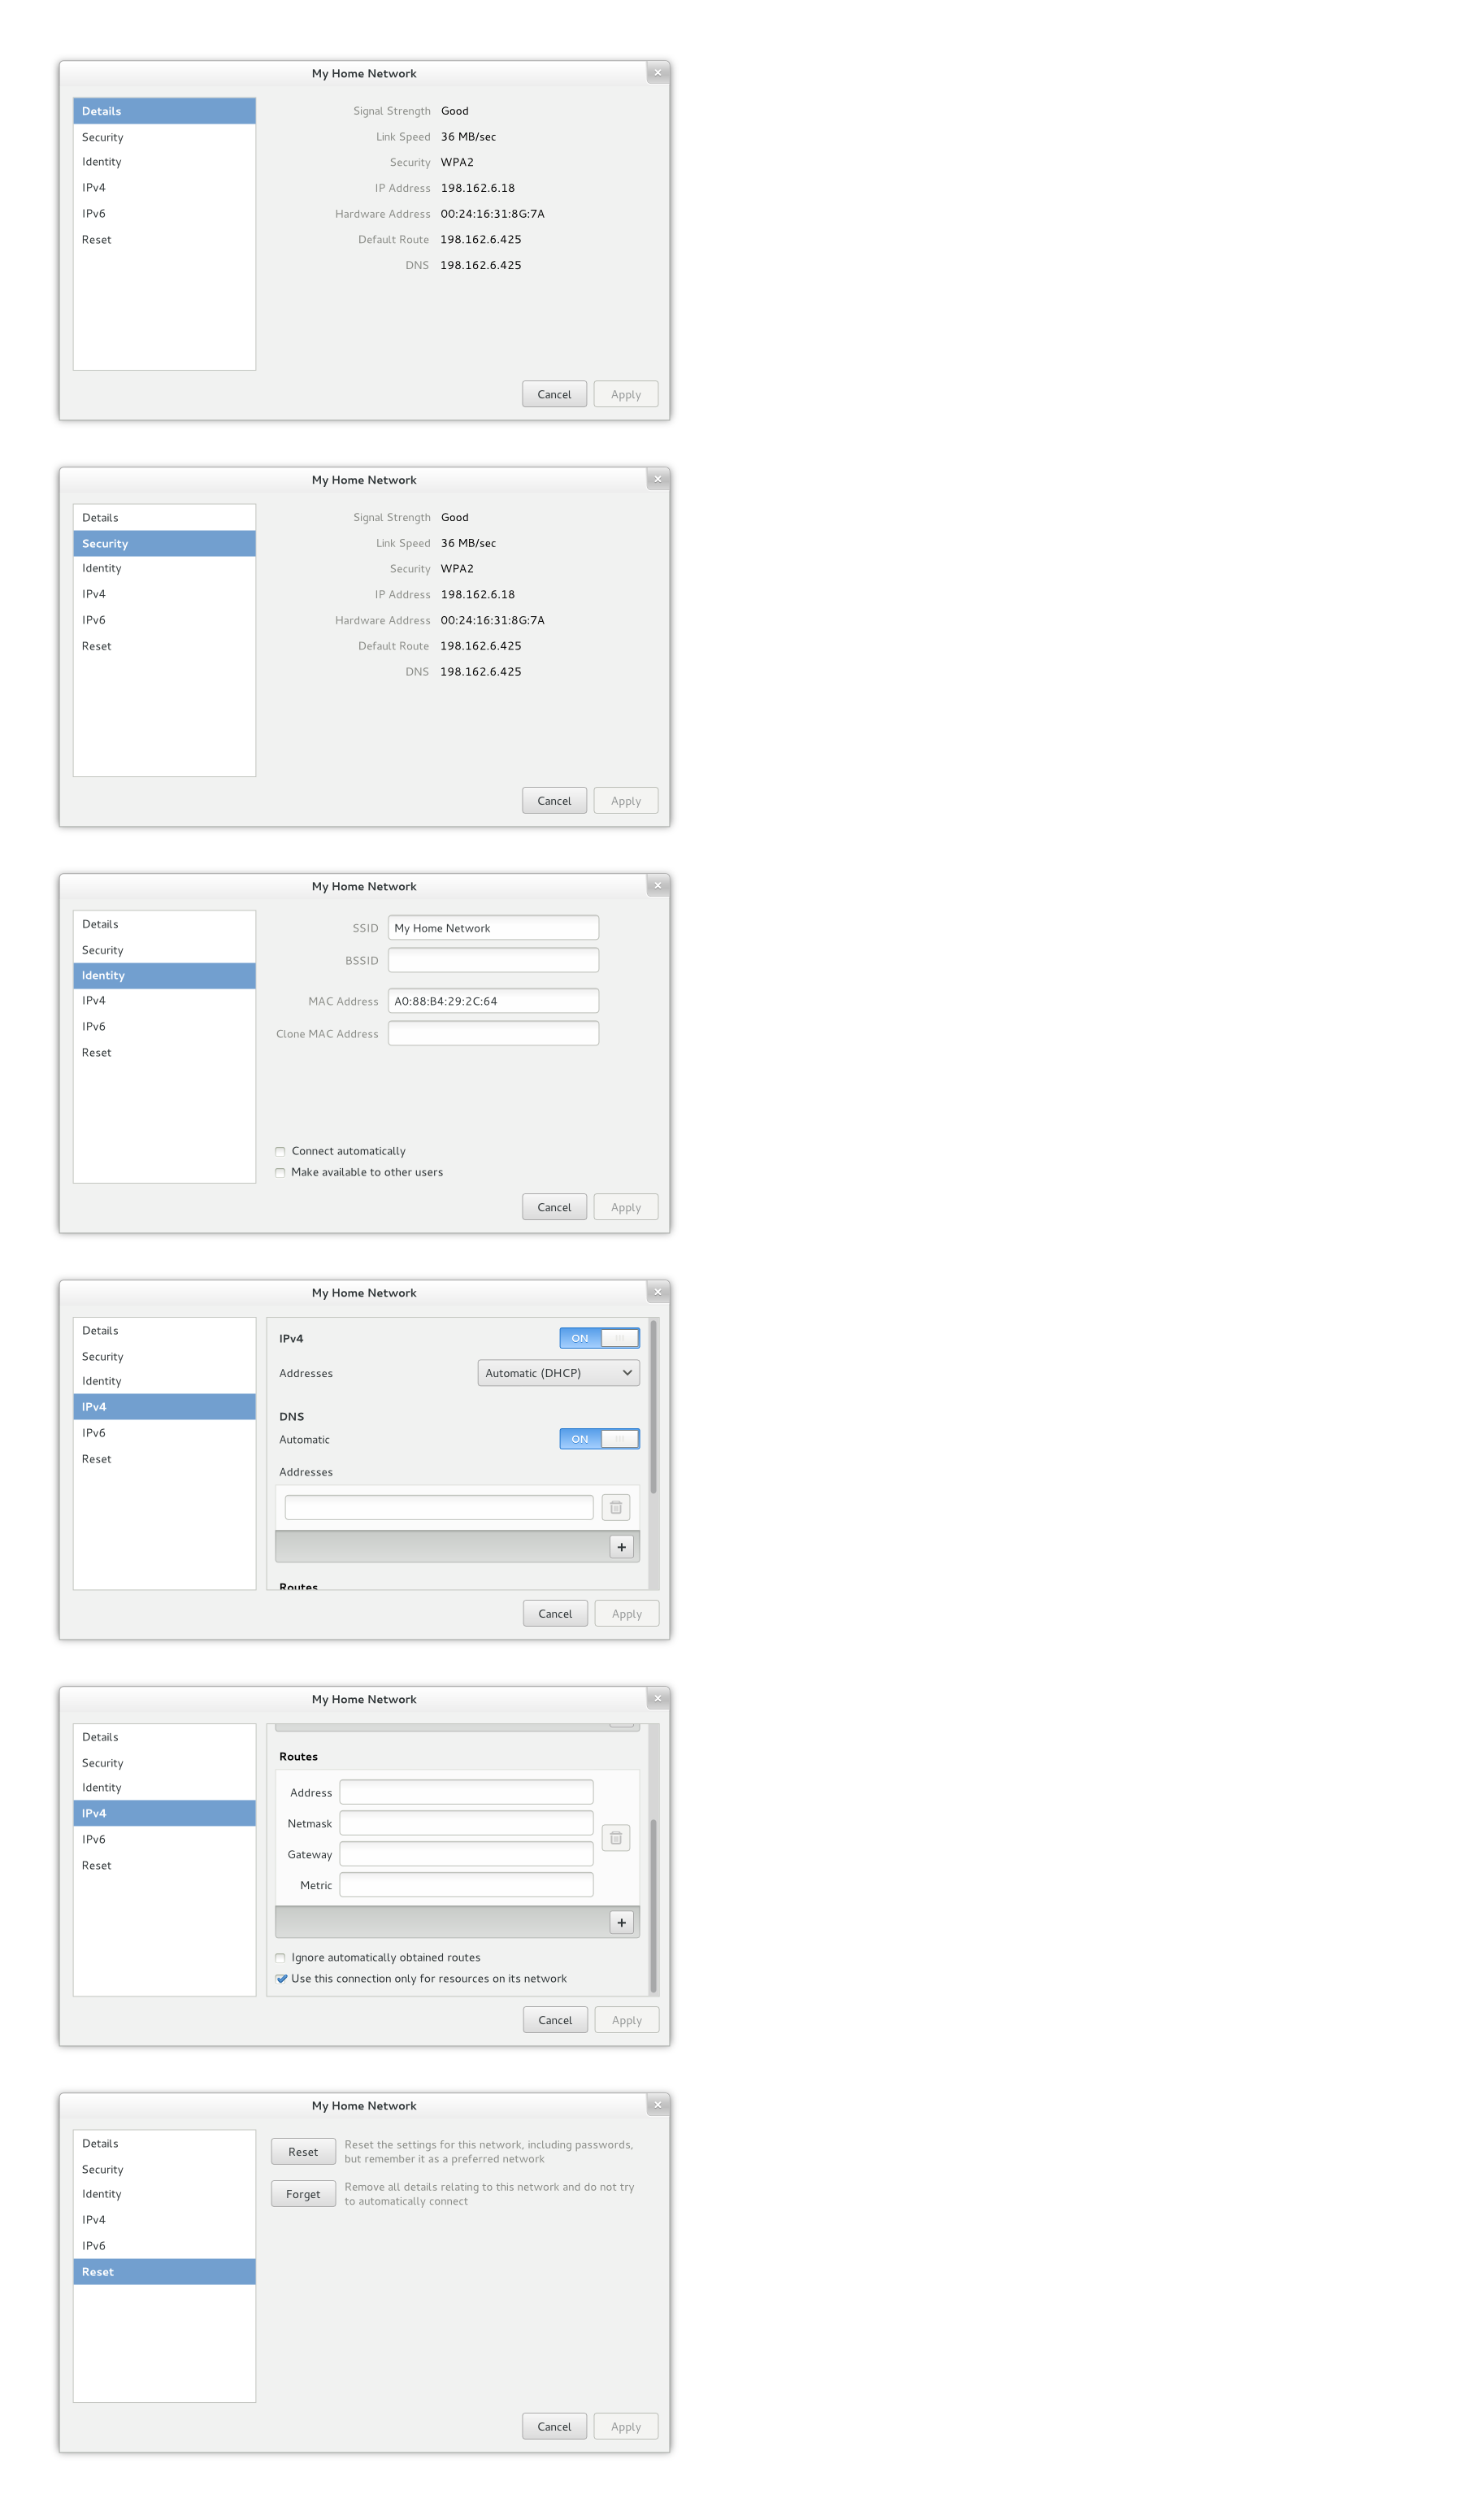 My Home Network
Details
Security
Identity
IPv4
IPv6
Reset
Signal Strength Good
Link Speed 36 MB/sec
Security WPA2
IP Address 198.162.6.18
Hardware Address 00:24:16:31:8G:7A
Default Route 198.162.6.425
DNS 198.162.6.425
Cancel Apply
My Home Network
Details
Security
Identity
IPv4
IPv6
Reset
Signal Strength Good
Link Speed 36 MB/sec
Security WPA2
IP Address 198.162.6.18
Hardware Address 00:24:16:31:8G:7A
Default Route 198.162.6.425
DNS 198.162.6.425
Cancel Apply
My Home Network
Details
Security
Identity
IPv4
IPv6
Reset
SSID My Home Network
BSSID
MAC Address A0:88:B4:29:2C:64
Clone MAC Address
Connect automatically
Make available to other users
Cancel Apply
My Home Network
Details
Security
Identity
IPv4
IPv6
Reset
IPv4 ON
Addresses Automatic (DHCP)
DNS
Automatic ON
Addresses
+
Routes
Cancel Apply
My Home Network
Details
Security
Identity
IPv4
IPv6
Reset
Routes
Address
Netmask
Gateway
Metric
+
Ignore automatically obtained routes
Use this connection only for resources on its network
Cancel Apply
My Home Network
Details
Security
Identity
IPv4
IPv6
Reset
Reset Reset the settings for this network, including passwords,
but remember it as a preferred network
Forget Remove all details relating to this network and do not try
to automatically connect
Cancel Apply